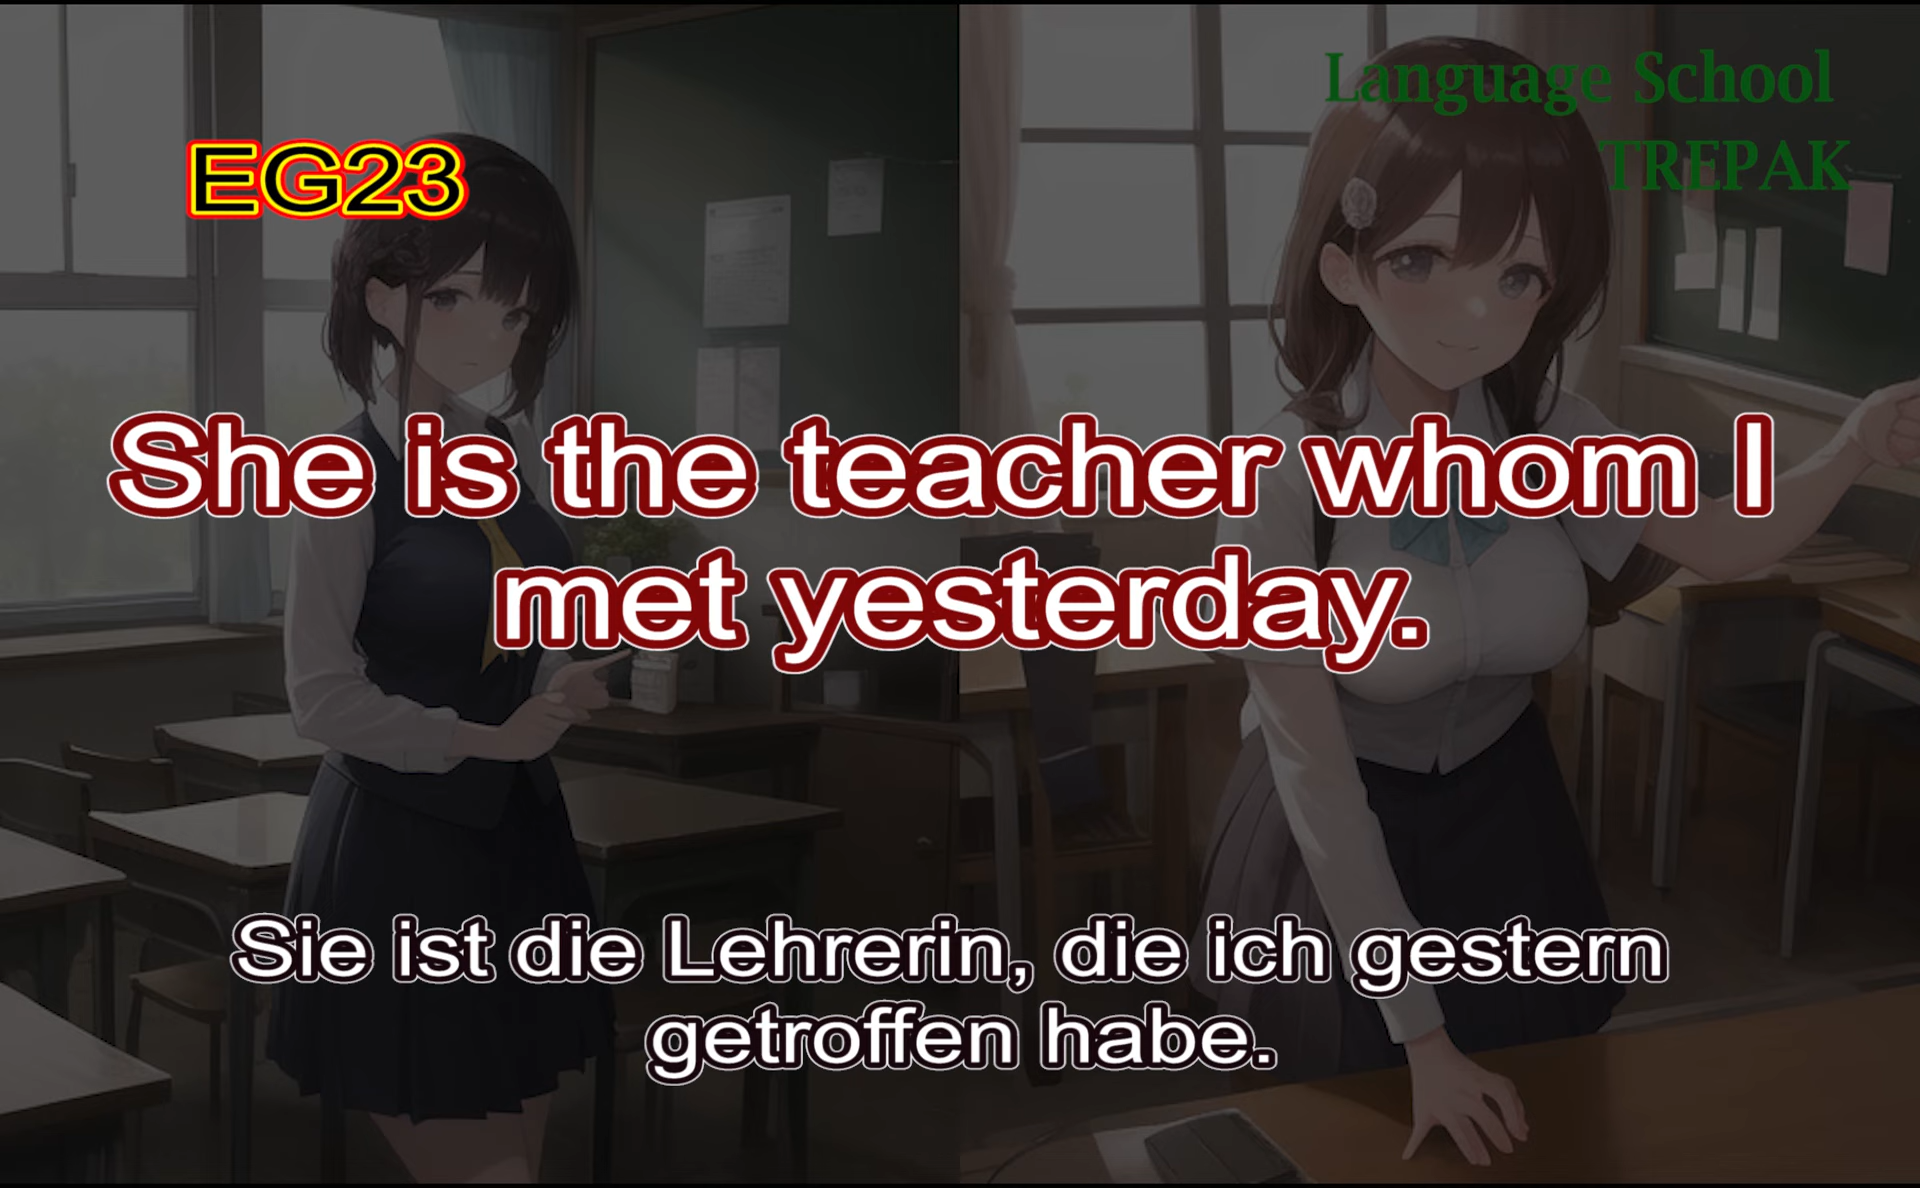 Language School
TREPAK
EG23
She is the teacher whom I
met yesterday.
Sie ist die Lehrerin, die ich gestern
getroffen habe.